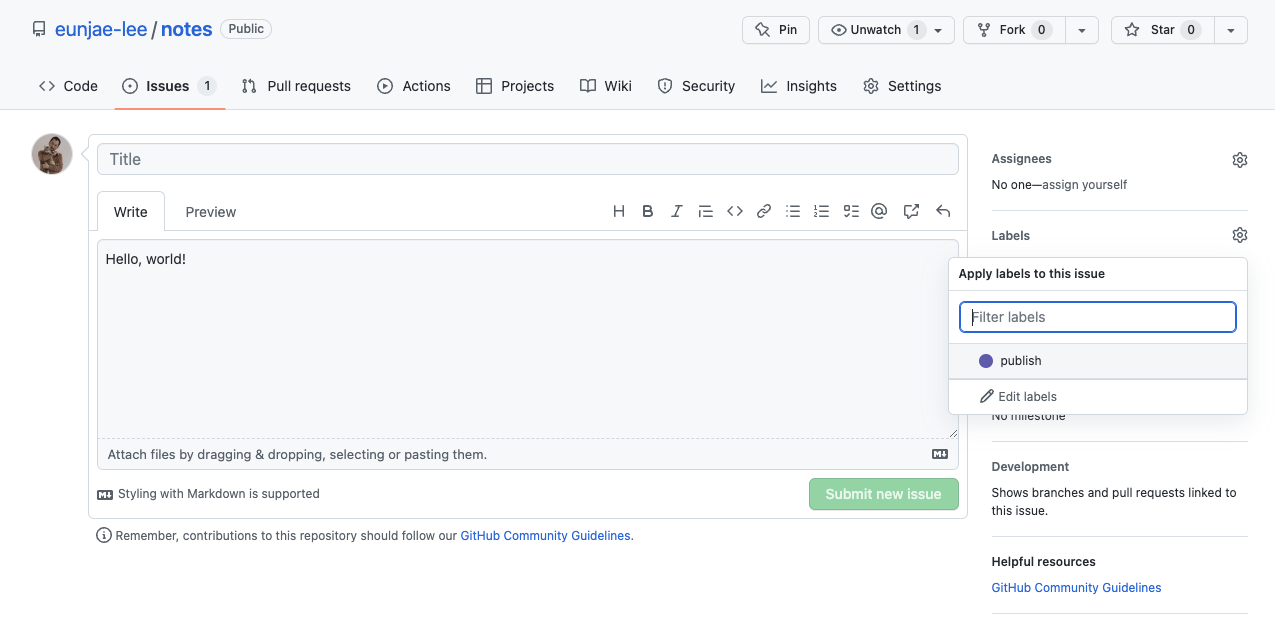 eunjae-lee / notes Public
Pin
Unwatch 1
Fork 0
Star 0
Code
Issues 1
Pull requests
Actions
Projects
Wiki
Security
Insights
Settings
Title
Write
Preview
Hello, world!
Attach files by dragging & dropping, selecting or pasting them.
Styling with Markdown is supported
Submit new issue
Remember, contributions to this repository should follow our GitHub Community Guidelines.
Assignees
No one—assign yourself
Labels
Apply labels to this issue
Filter labels
publish
Edit labels
No milestone
Development
Shows branches and pull requests linked to
this issue.
Helpful resources
GitHub Community Guidelines